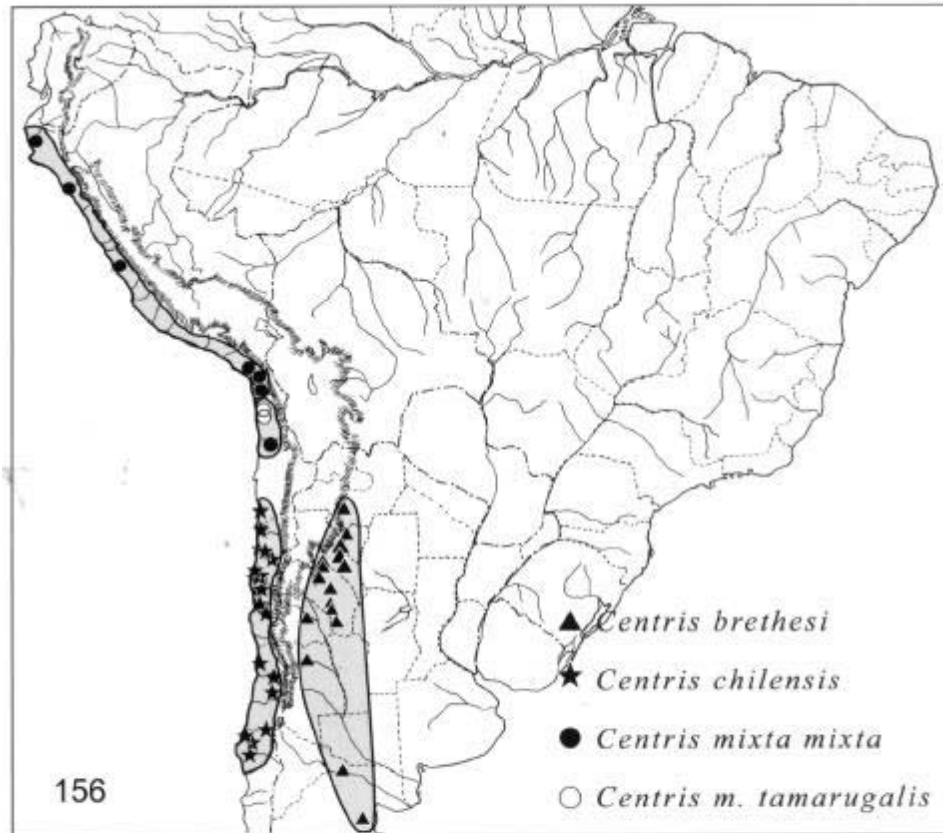 Centris brethesi
Centris chilensis
Centris mixta mixta
Centris m. tamarugalis
156